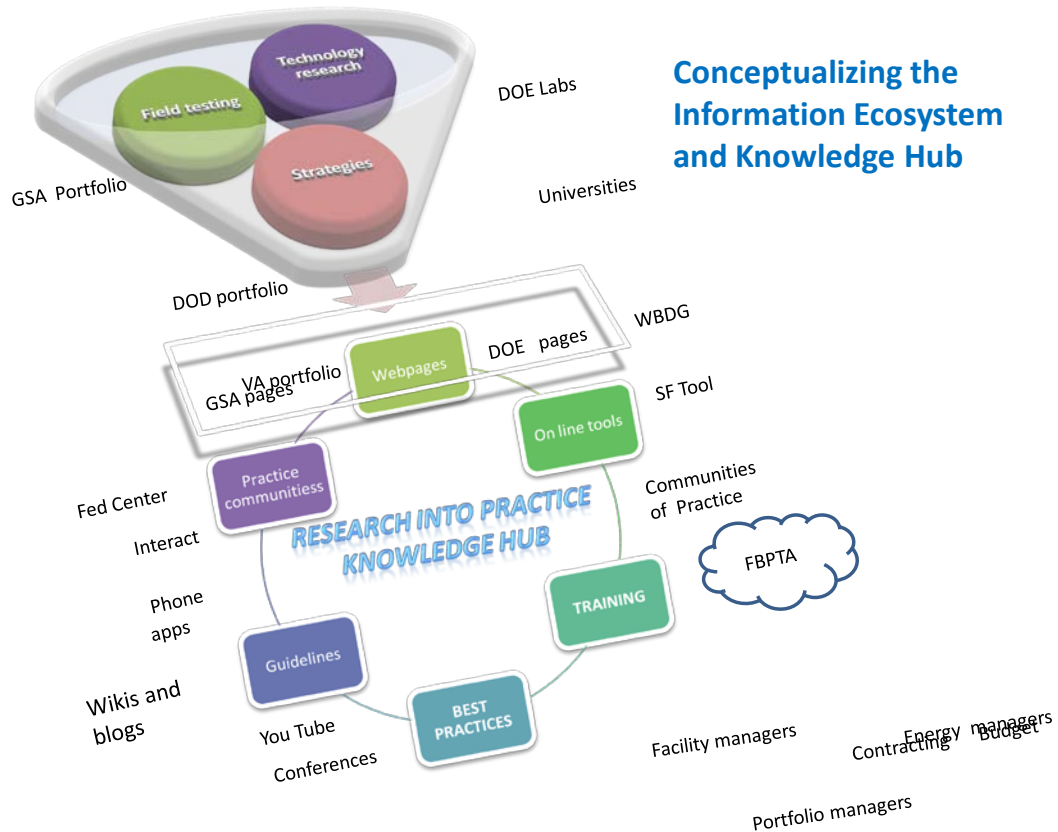 Conceptualizing the
Information Ecosystem
and Knowledge Hub
Technology
research
Field testing
Strategies
DOE Labs
GSA Portfolio
Universities
DOD portfolio
WBDG
VA portfolio
GSA pages
Webpages
DOE pages
SF Tool
On line tools
Practice
communitiess
Fed Center
Communities
of Practice
RESEARCH INTO PRACTICE
KNOWLEDGE HUB
Interact
FBPTA
Phone
apps
TRAINING
Guidelines
Wikis and
blogs
BEST
PRACTICES
You Tube
Conferences
Facility managers
Energy managers
Contracting
Budget
Portfolio managers